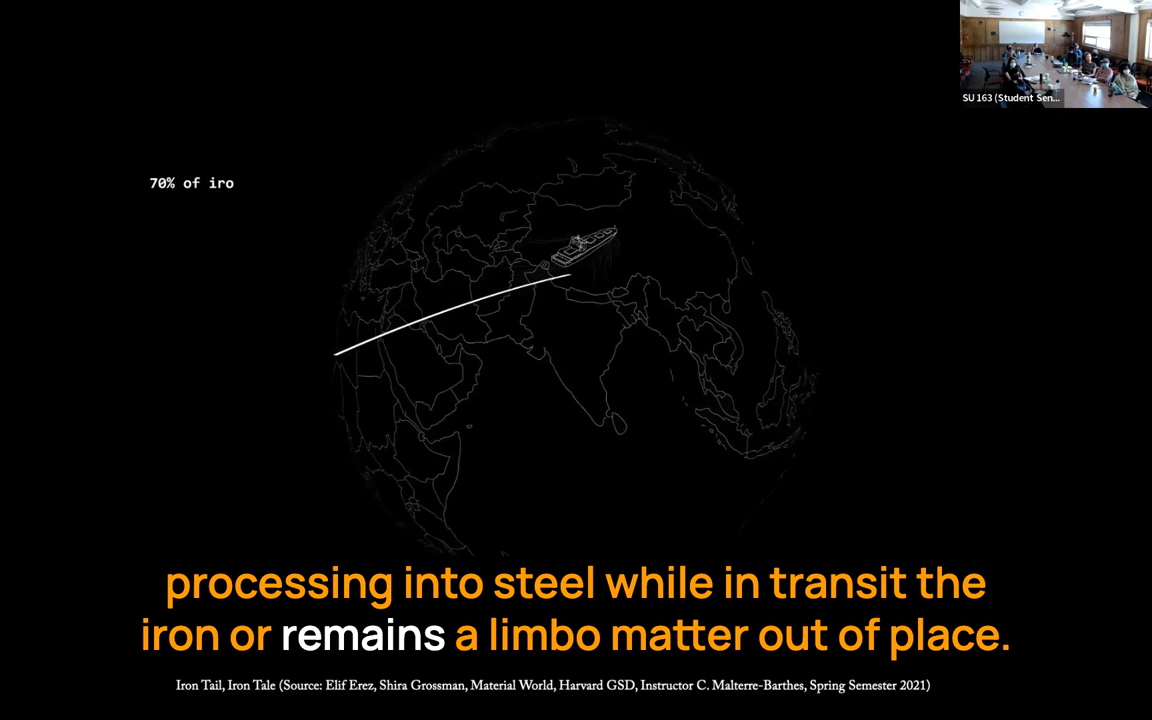 SU 163 (Student Sen...
70% of iro
processing into steel while in transit the
iron or remains a limbo matter out of place.
Iron Tail, Iron Tale (Source: Elif Erez, Shira Grossman, Material World, Harvard GSD, Instructor C. Malterre-Barthes, Spring Semester 2021)